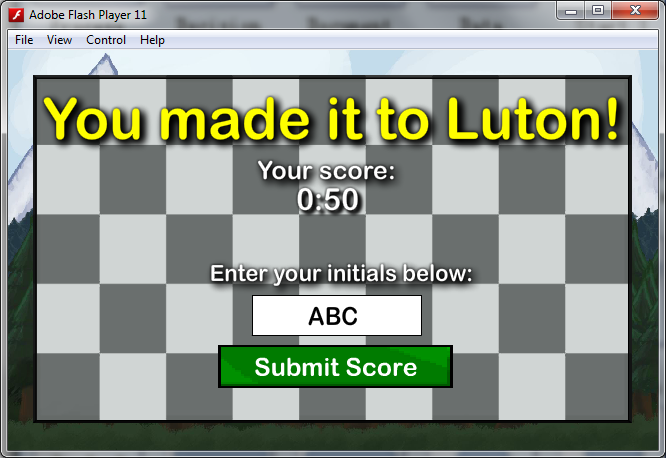 Adobe Flash Player 11
File View Control Help
You made it to Luton!
Your score:
0:50
Enter your initials below:
ABC
Submit Score